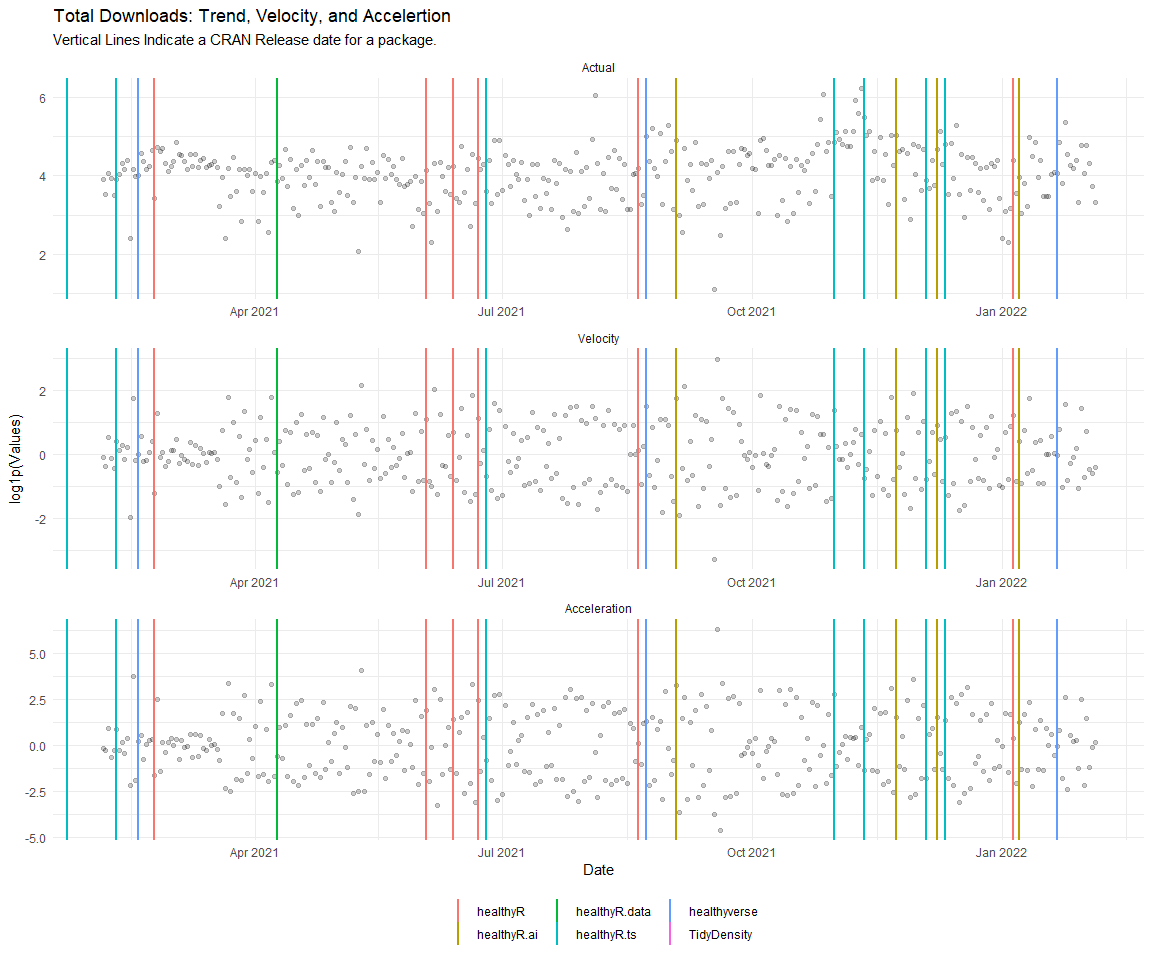 Total Downloads: Trend, Velocity, and Accelertion
Vertical Lines Indicate a CRAN Release date for a package.
Actual
6
4
2
Apr 2021 Jul 2021 Oct 2021 Jan 2022
Velocity
log1p(Values)
2
0
-2
Apr 2021 Jul 2021 Oct 2021 Jan 2022
Acceleration
5.0
2.5
0.0
-2.5
-5.0
Apr 2021 Jul 2021 Oct 2021 Jan 2022
Date
healthyR healthyR.data healthyverse
healthyR.ai healthyR.ts TidyDensity